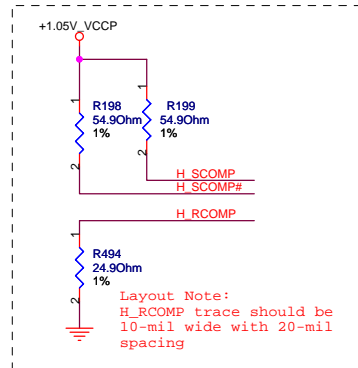 +1.05V_VCCP
1
1
R198
R199
54.9Ohm
54.9Ohm
1%
1%
2
2
H_SCOMP
H_SCOMP#
H_RCOMP
1
R494
24.9Ohm
1%
2
Layout Note:
H_RCOMP trace should be
10-mil wide with 20-mil
spacing